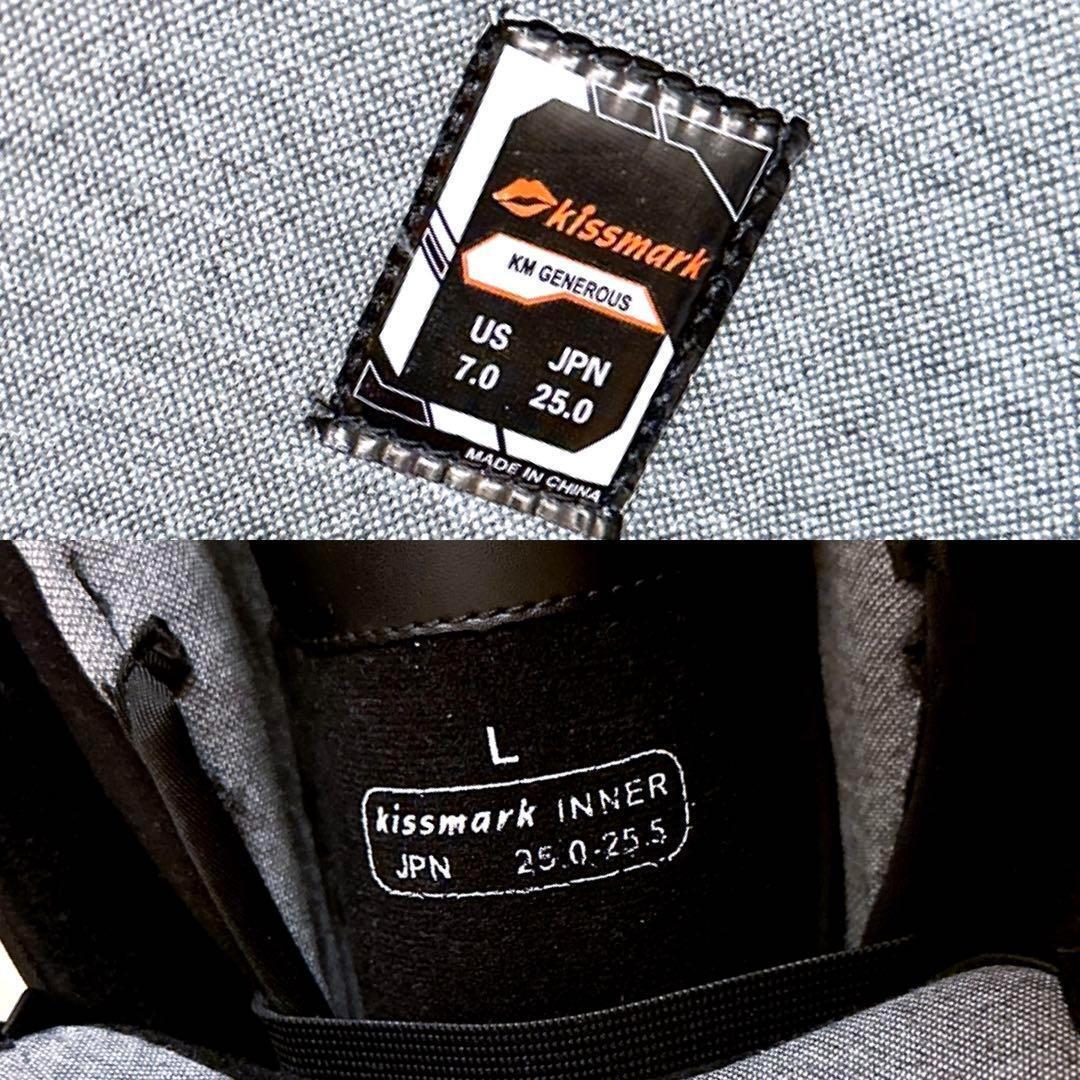 kissmark
KM GENEROUS
US JPN
7.0 25.0
MADE IN CHINA
L
kissmark INNER
JPN 25.0-25.5